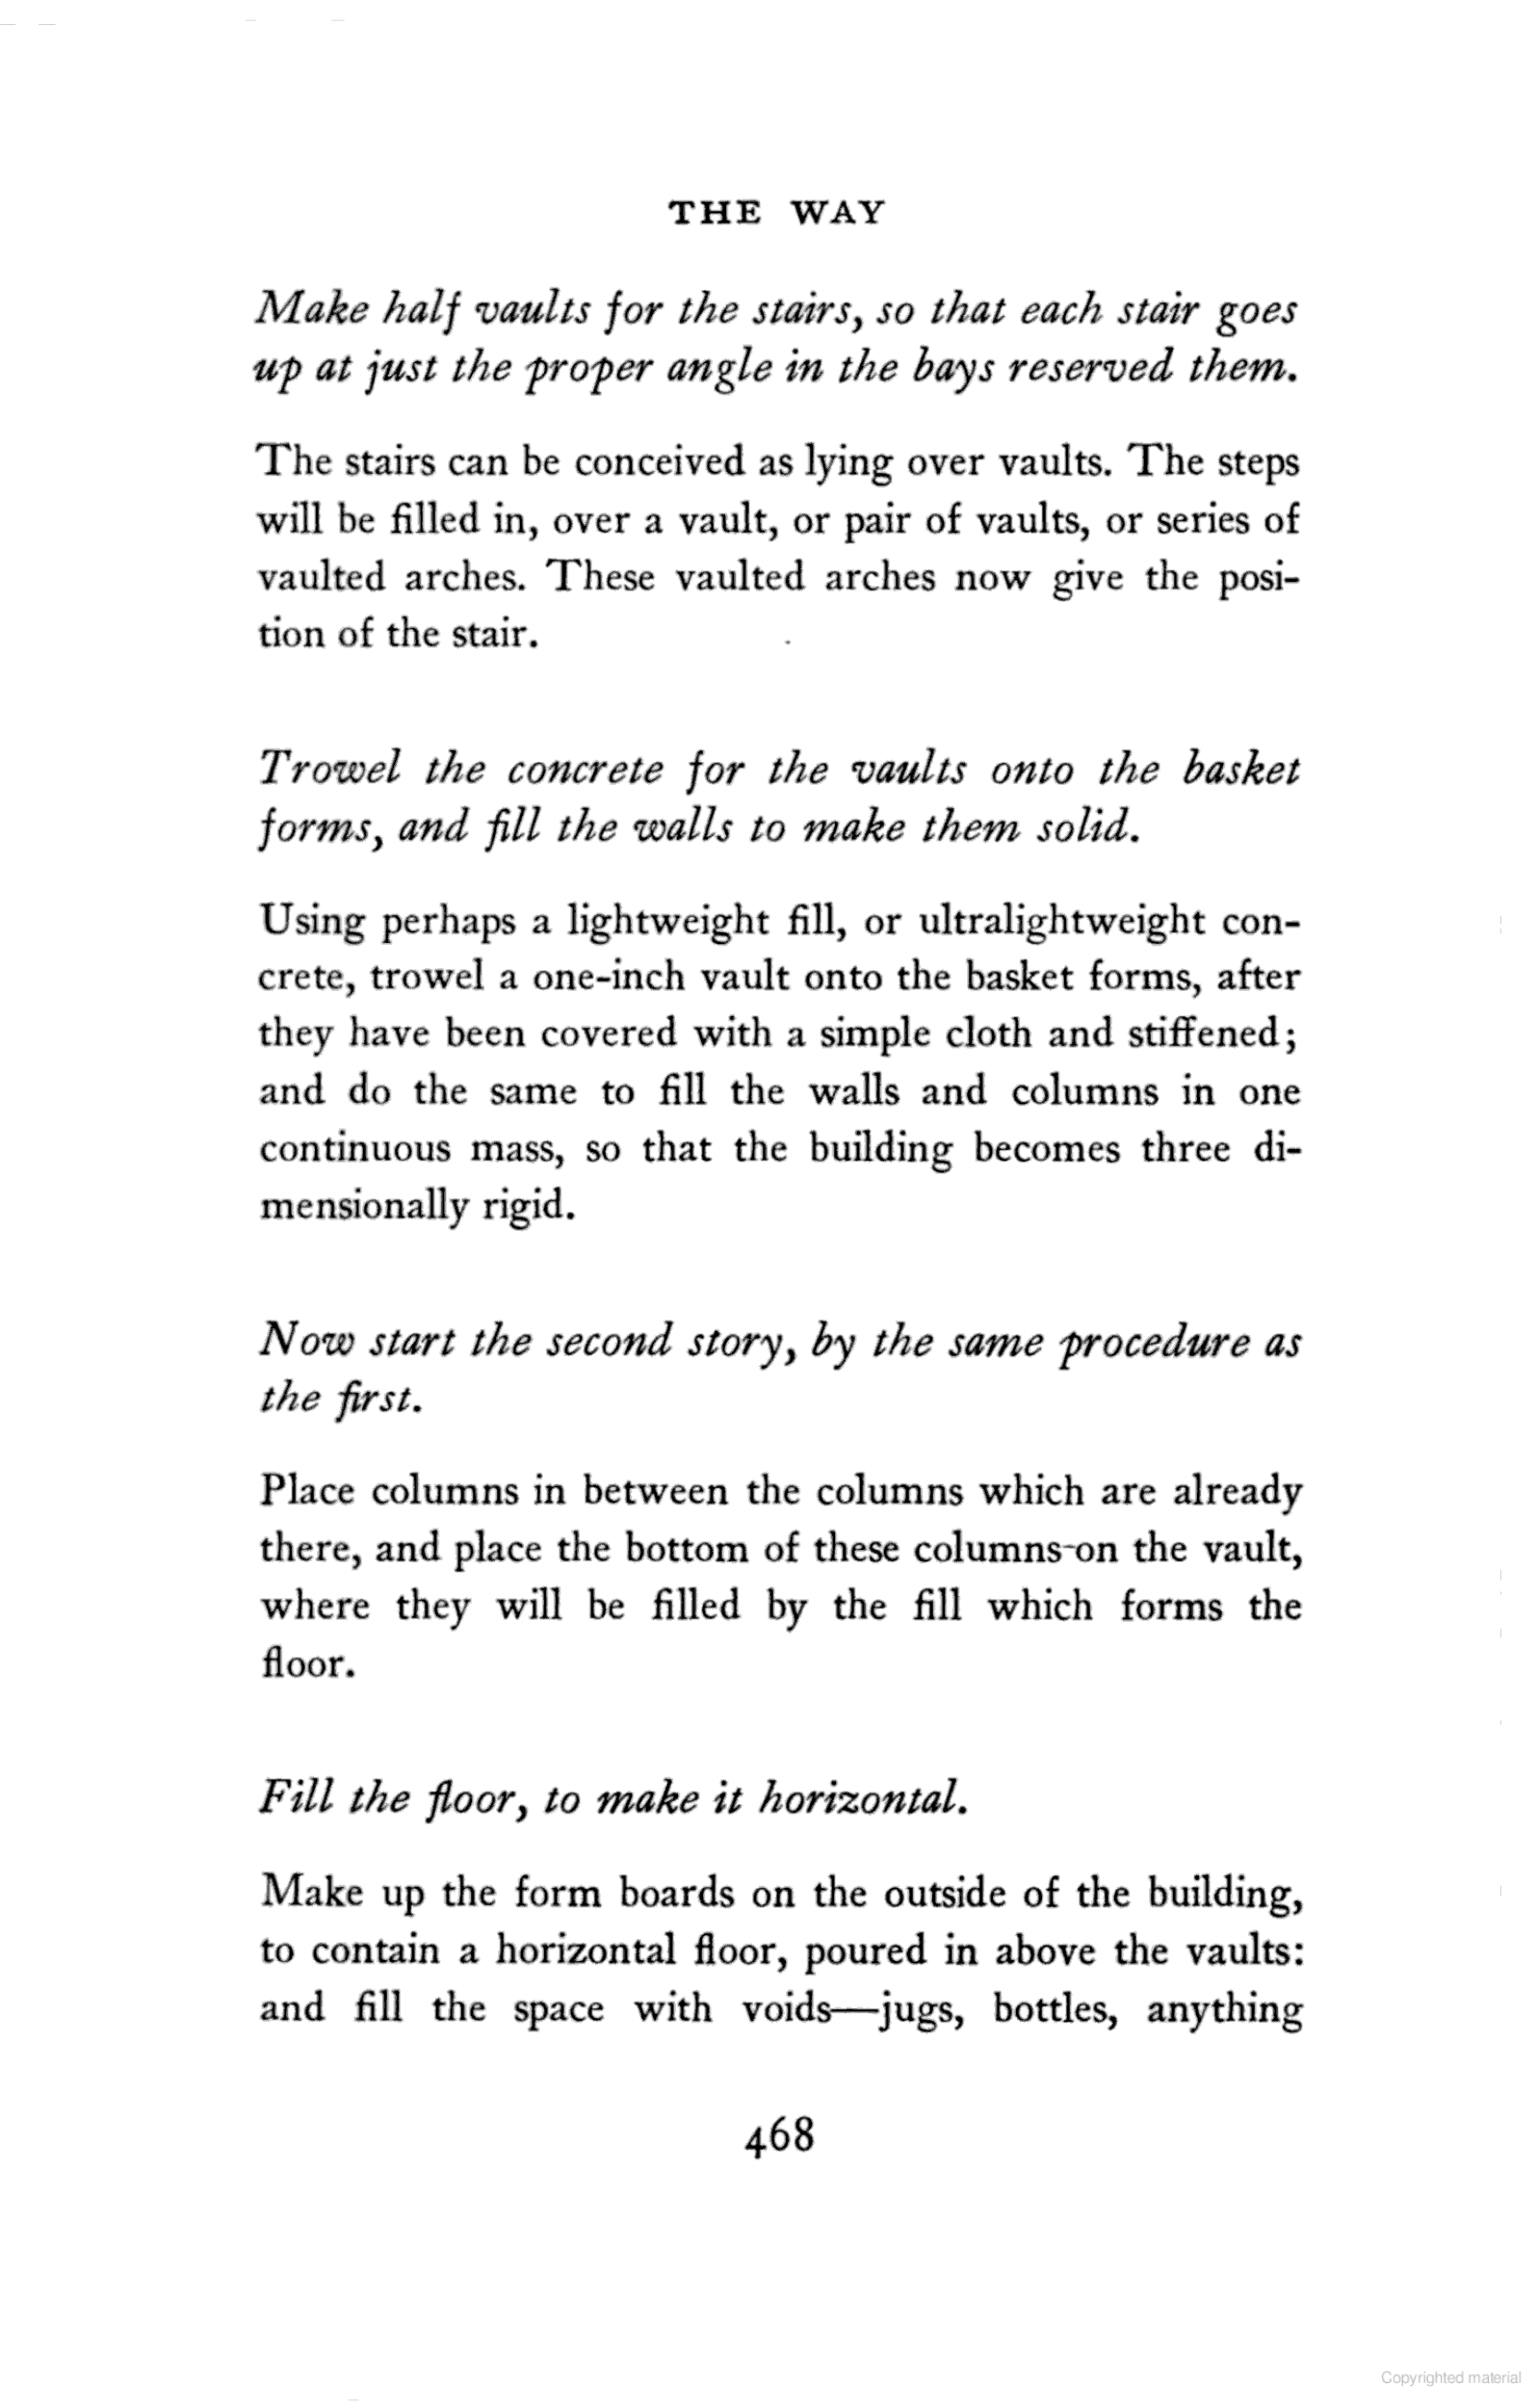 THE WAY
Make half vaults for the stairs, so that each stair goes
up at just the proper angle in the bays reserved them.
The stairs can be conceived as lying over vaults. The steps
will be filled in, over a vault, or pair of vaults, or series of
vaulted arches. These vaulted arches now give the posi-
tion of the stair.
Trowel the concrete for the vaults onto the basket
forms, and fill the walls to make them solid.
Using perhaps a lightweight fill, or ultralightweight con-
crete, trowel a one-inch vault onto the basket forms, after
they have been covered with a simple cloth and stiffened;
and do the same to fill the walls and columns in one
continuous mass, so that the building becomes three di-
mensionally rigid.
Now start the second story, by the same procedure as
the first.
Place columns in between the columns which are already
there, and place the bottom of these columns-on the vault,
where they will be filled by the fill which forms the
floor.
Fill the floor, to make it horizontal.
Make up the form boards on the outside of the building,
to contain a horizontal floor, poured in above the vaults:
and fill the space with voids—jugs, bottles, anything
468
Copyrighted material